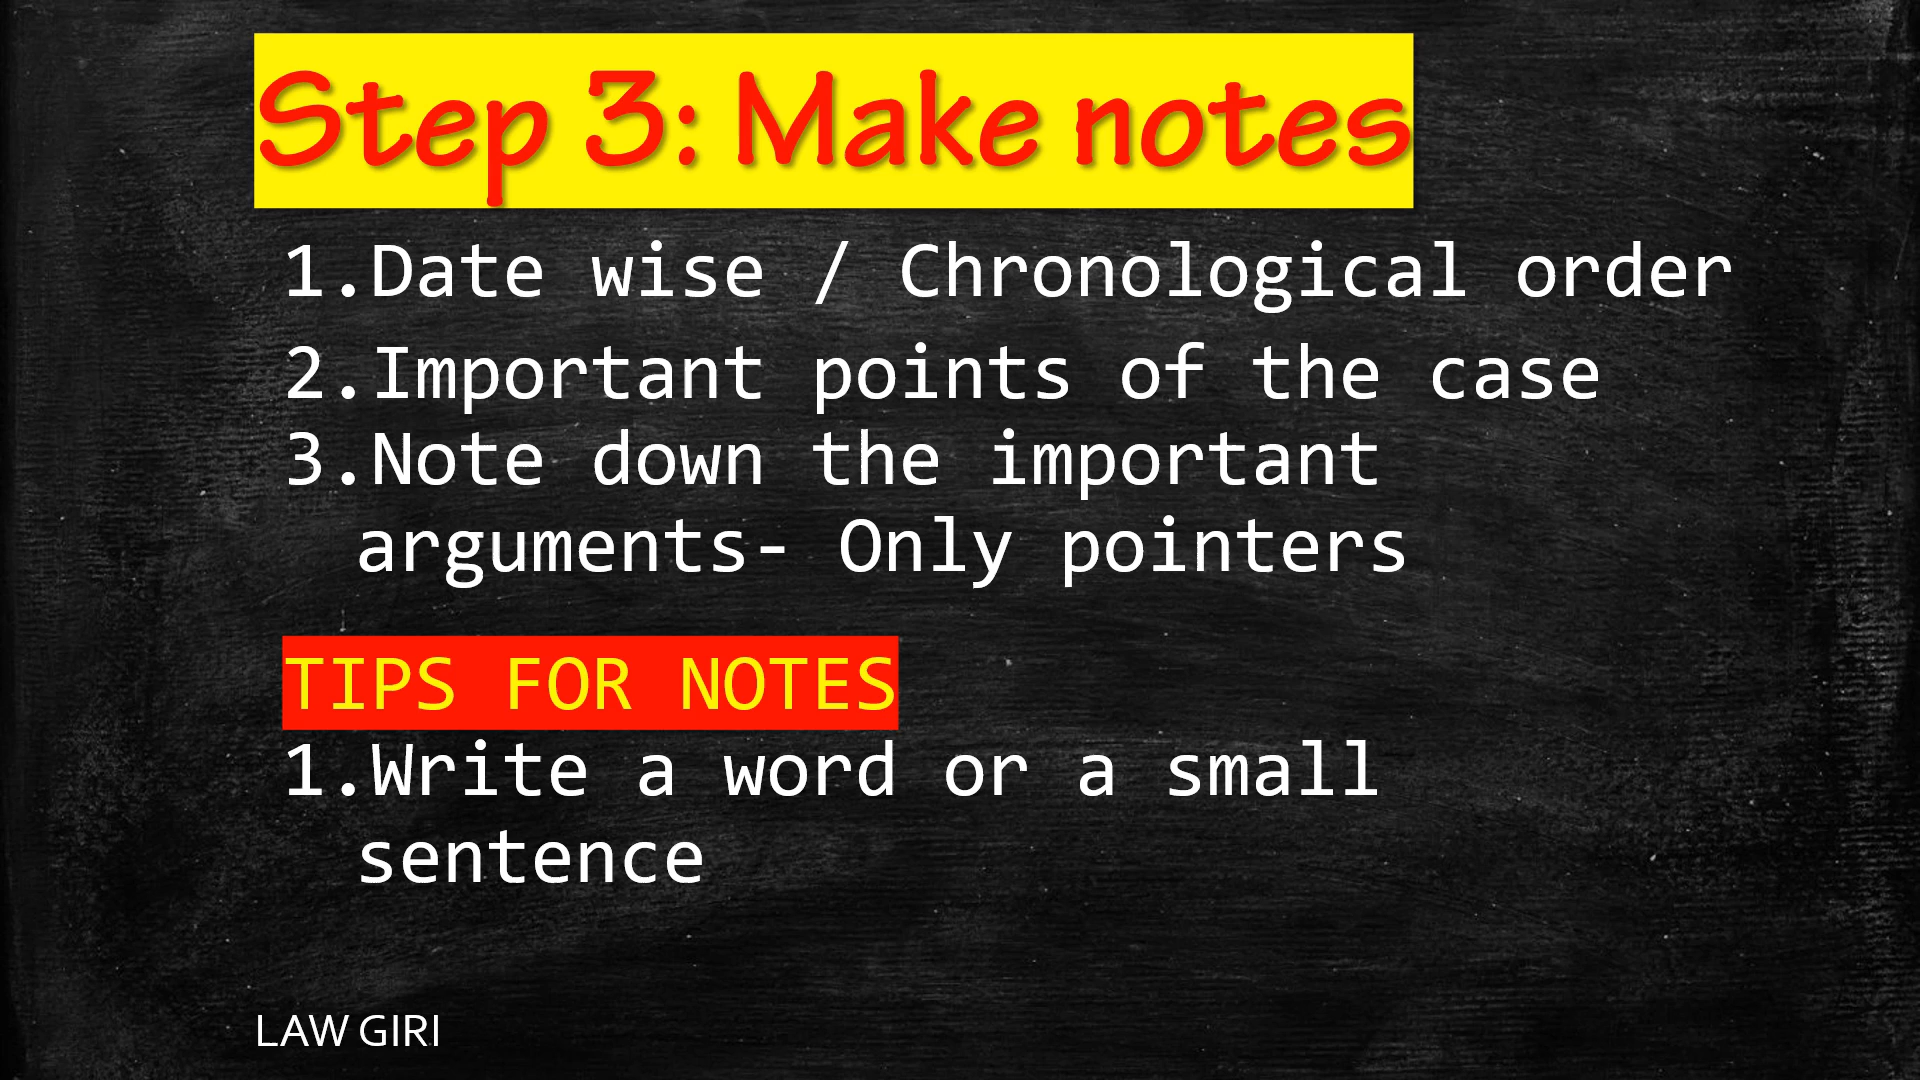 Step 3: Make notes
1.Date wise / Chronological order
2.Important points of the case
3.Note down the important
arguments- Only pointers
TIPS FOR NOTES
1.Write a word or a small
sentence
LAW GIRI